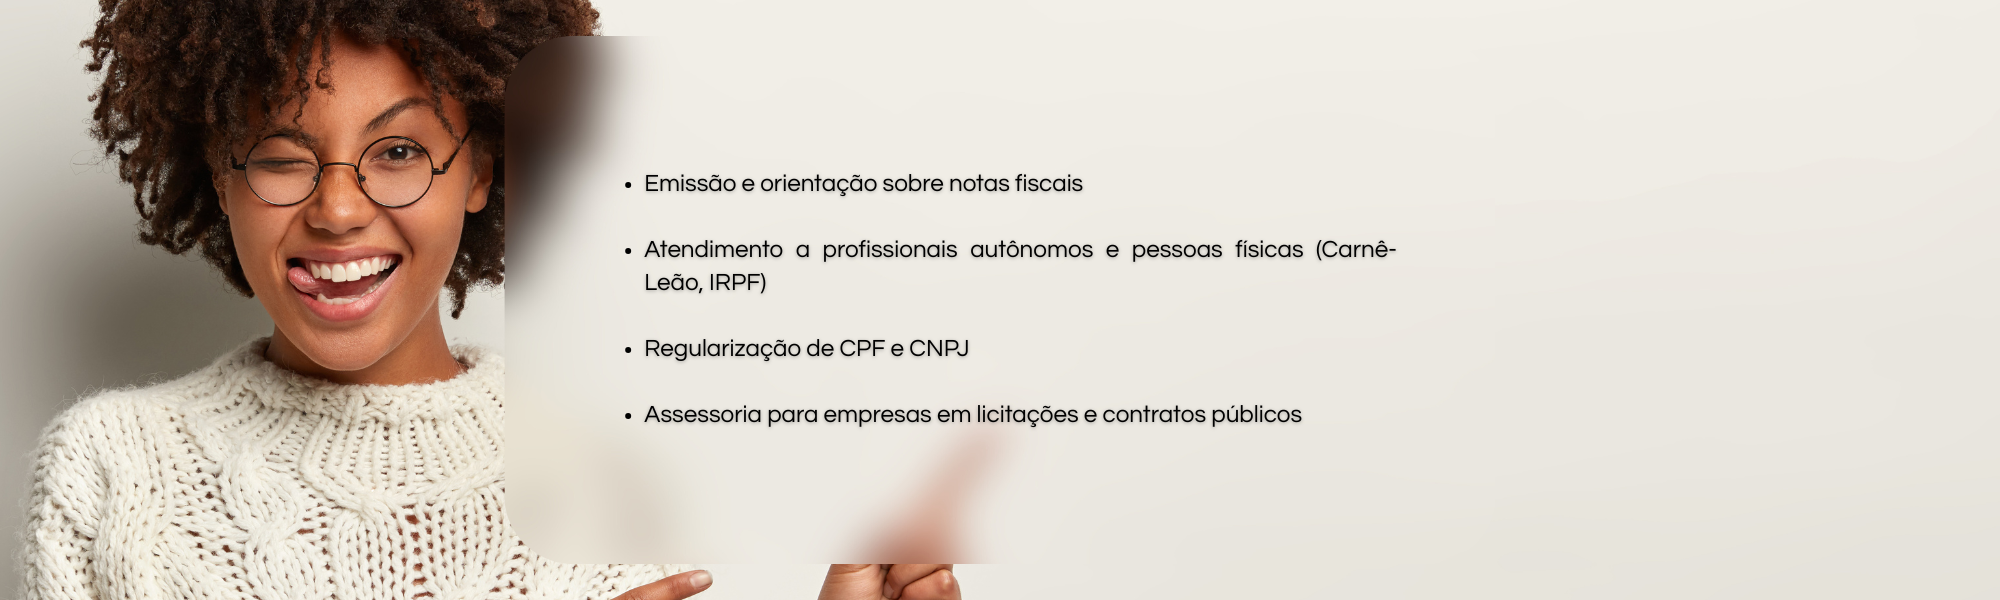 • Emissão e orientação sobre notas fiscais
• Atendimento a profissionais autônomos e pessoas físicas (Carnê-
Leão, IRPF)
• Regularização de CPF e CNPJ
• Assessoria para empresas em licitações e contratos públicos